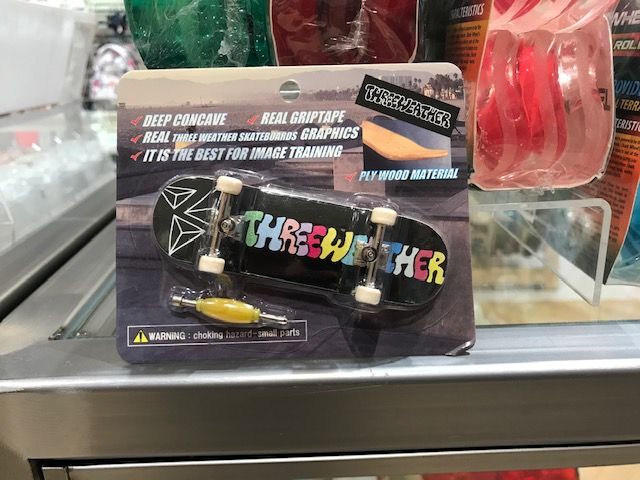 CHARACTERISTICS
THREEWEATHER
DEEP CONCAVE REAL GRIPTAPE
REAL THREE WEATHER SKATEBOARDS GRAPHICS
IT IS THE BEST FOR IMAGE TRAINING
PLY WOOD MATERIAL
THREEWEATHER
WARNING : choking hazard-small parts